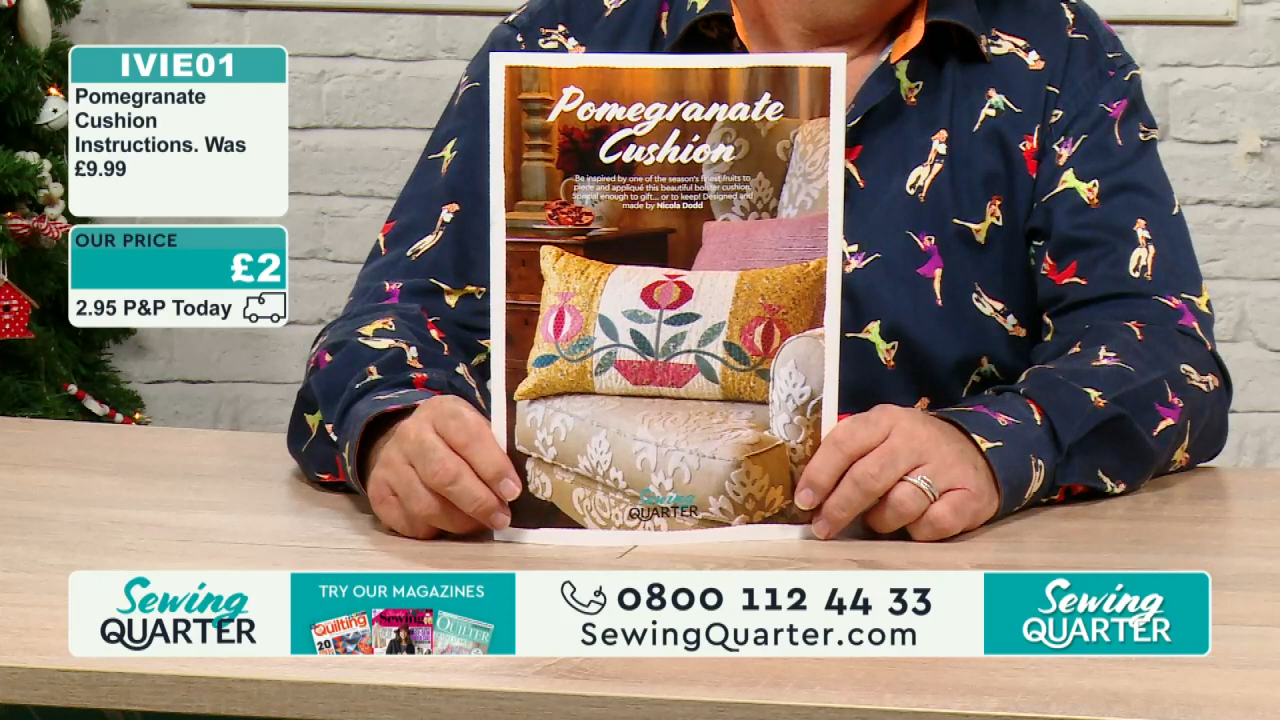 IVIE01
Pomegranate
Cushion
Instructions. Was
£9.99
OUR PRICE
£2
2.95 P&P Today
Pomegranate
Cushion
Be inspired by one of the season's finest fruits to
piece and appliqué this beautiful bolster cushion.
Special enough to gift... or to keep! Designed and
made by Nicola Dodd
Sewing
QUARTER
Sewing
QUARTER
TRY OUR MAGAZINES
Quilting
20
Sewing
QUILTER
0800 112 44 33
SewingQuarter.com
Sewing
QUARTER